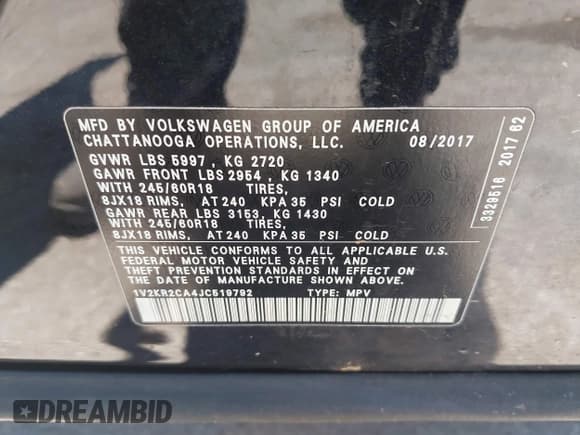 MFD BY VOLKSWAGEN GROUP OF AMERICA
CHATTANOOGA OPERATIONS, LLC. 08/2017
GVWR LBS 5997, KG 2720
GAWR FRONT LBS 2954, KG 1340
WITH 245/60R18 TIRES,
8JX18 RIMS, AT 240 KPA 35 PSI COLD
GAWR REAR LBS 3153, KG 1430
WITH 245/60R18 TIRES,
8JX18 RIMS, AT 240 KPA 35 PSI COLD
THIS VEHICLE CONFORMS TO ALL APPLICABLE U.S.
FEDERAL MOTOR VEHICLE SAFETY AND
THEFT PREVENTION STANDARDS IN EFFECT ON
THE DATE OF MANUFACTURE SHOWN ABOVE.
1V2KR2CA4JC519792 TYPE: MPV
3329516 2017 62
DREAMBID